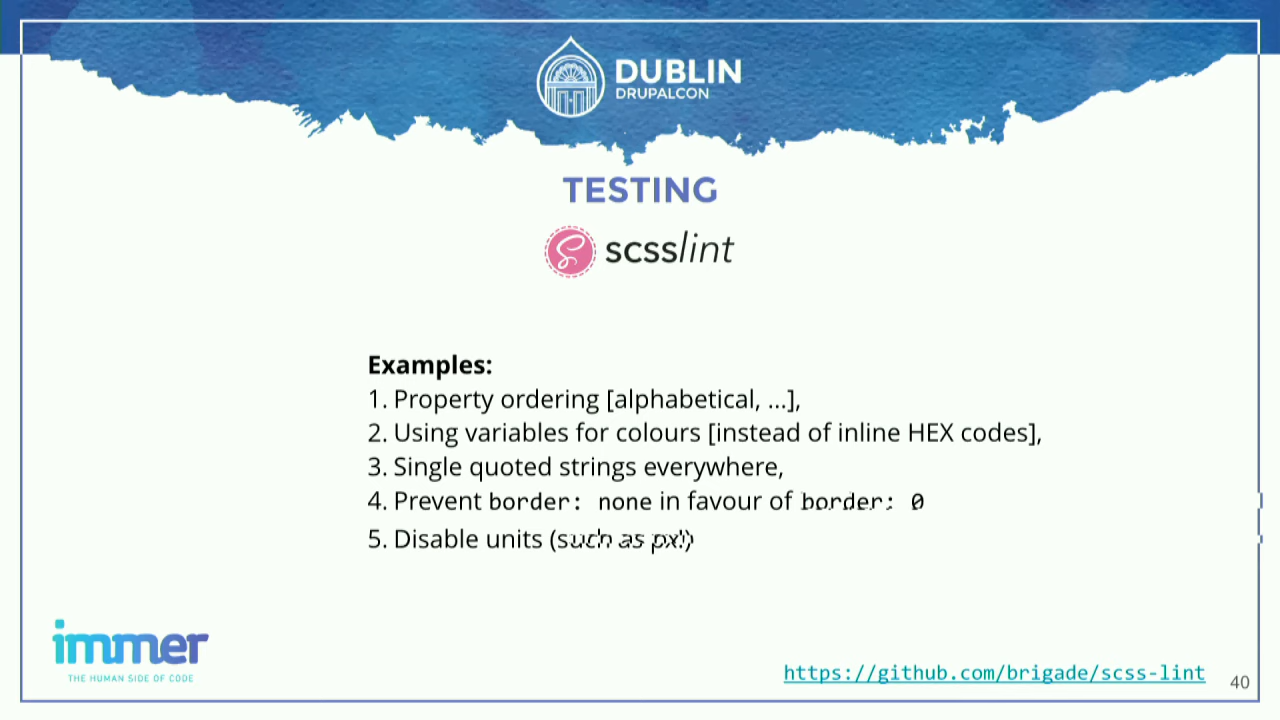 DUBLIN
DRUPALCON
TESTING
scsslint
Examples:
1. Property ordering [alphabetical, ...],
2. Using variables for colours [instead of inline HEX codes],
3. Single quoted strings everywhere,
4. Prevent border: none in favour of border: 0
5. Disable units (such as px!)
immer
THE HUMAN SIDE OF CODE
https://github.com/brigade/scss-lint
40